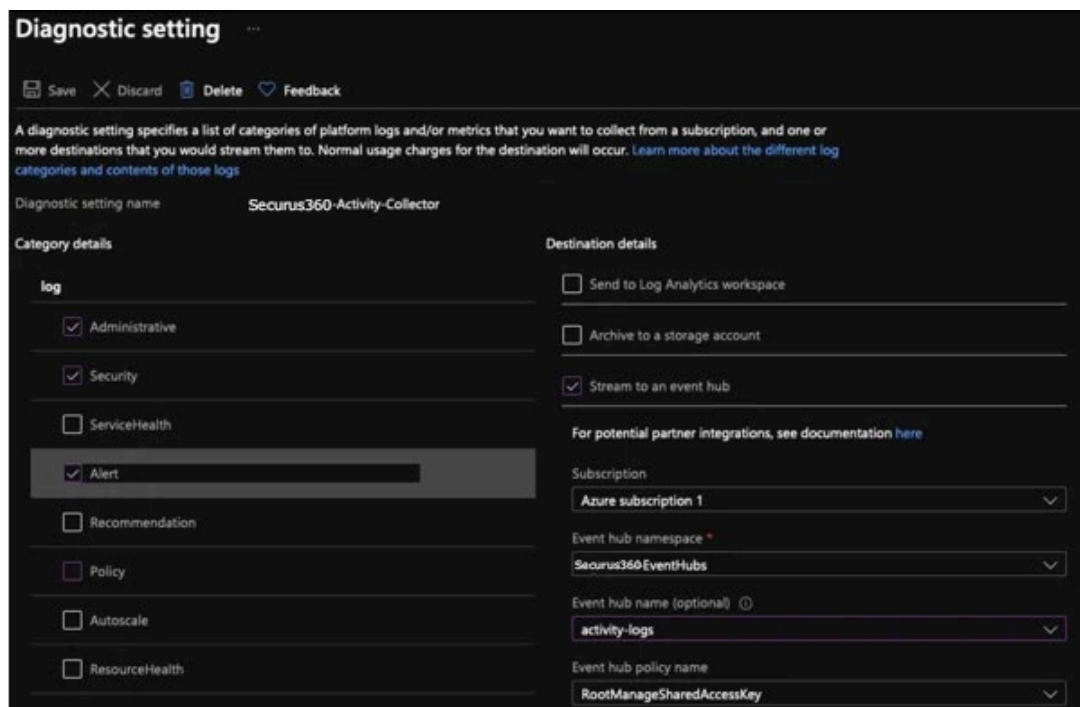 Diagnostic setting ...
Save Discard Delete Feedback
A diagnostic setting specifies a list of categories of platform logs and/or metrics that you want to collect from a subscription, and one or
more destinations that you would stream them to. Normal usage charges for the destination will occur. Learn more about the different log
categories and contents of those logs
Diagnostic setting name Securus360-Activity-Collector
Category details
log
Administrative
Security
ServiceHealth
Alert
Recommendation
Policy
Autoscale
ResourceHealth
Destination details
Send to Log Analytics workspace
Archive to a storage account
Stream to an event hub
For potential partner integrations, see documentation here
Subscription
Azure subscription 1
Event hub namespace *
Securus360-EventHubs
Event hub name (optional)
activity-logs
Event hub policy name
RootManageSharedAccessKey